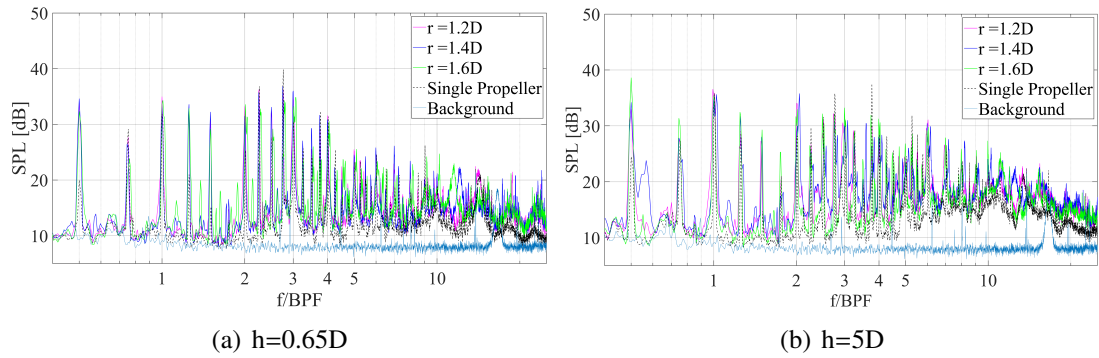 50
40
30
20
10
SPL [dB]
1
2
3
4
5
10
f/BPF
r =1.2D
r =1.4D
r =1.6D
Single Propeller
Background
(a) h=0.65D
50
40
30
20
10
SPL [dB]
1
2
3
4
5
10
f/BPF
r =1.2D
r =1.4D
r =1.6D
Single Propeller
Background
(b) h=5D